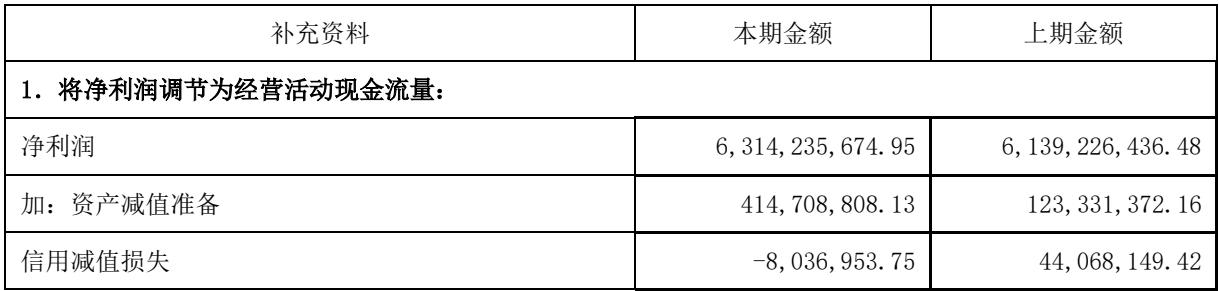 补充资料 本期金额 上期金额
1．将净利润调节为经营活动现金流量：
净利润 6,314,235,674.95 6,139,226,436.48
加：资产减值准备 414,708,808.13 123,331,372.16
信用减值损失 -8,036,953.75 44,068,149.42